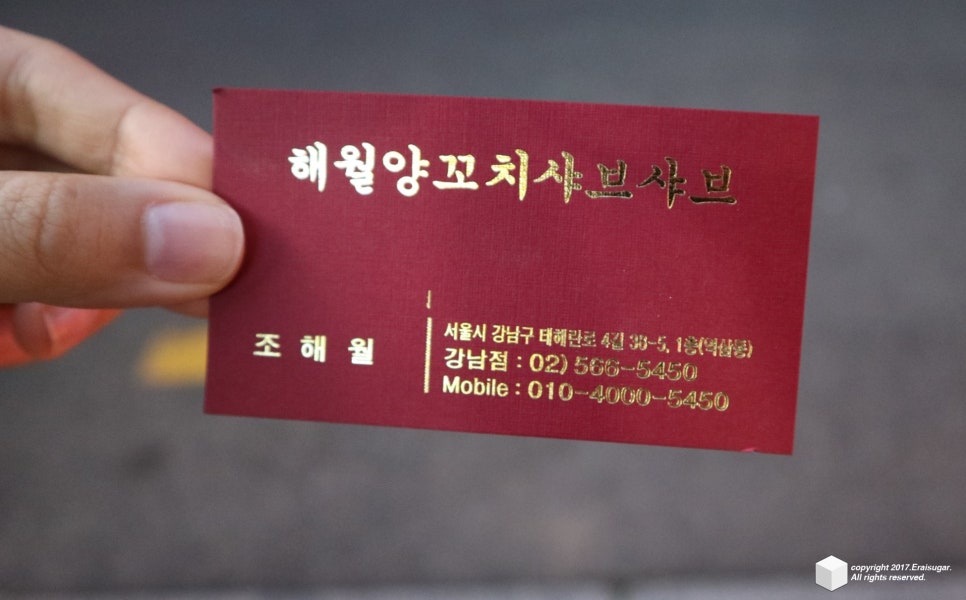 해월양꼬치샤브샤브
조 해 월
서울시 강남구 태해란로 4길 38-5, 1층(역삼동)
강남점 : 02) 566-5450
Mobile : 010-4000-5450
copyright 2017.Eraisugar.
All rights reserved.